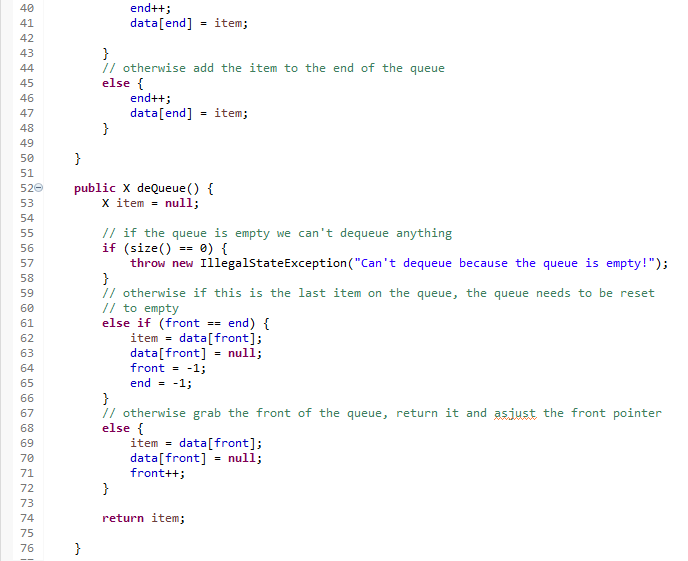 40 end++;
41 data[end] = item;
42
43 }
44 // otherwise add the item to the end of the queue
45 else {
46 end++;
47 data[end] = item;
48 }
49
50 }
51
52 public X deQueue() {
53 X item = null;
54
55 // if the queue is empty we can't dequeue anything
56 if (size() == 0) {
57 throw new IllegalStateException("Can't dequeue because the queue is empty!");
58 }
59 // otherwise if this is the last item on the queue, the queue needs to be reset
60 // to empty
61 else if (front == end) {
62 item = data[front];
63 data[front] = null;
64 front = -1;
65 end = -1;
66 }
67 // otherwise grab the front of the queue, return it and asjust the front pointer
68 else {
69 item = data[front];
70 data[front] = null;
71 front++;
72 }
73
74 return item;
75
76 }